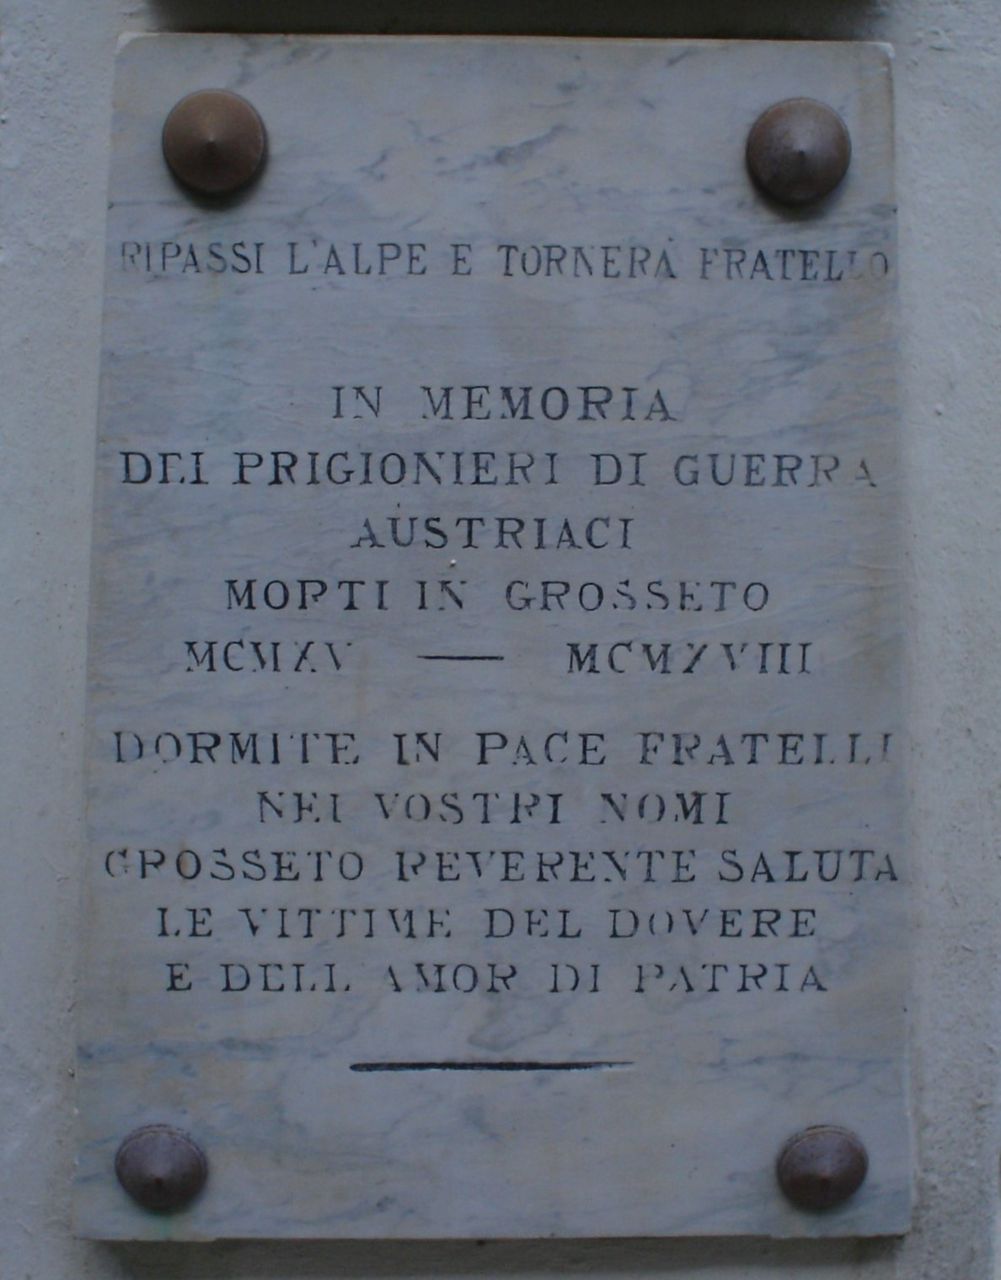 RIPASSI L'ALPE E TORNERÀ FRATELLO
IN MEMORIA
DEI PRIGIONIERI DI GUERRA
AUSTRIACI
MORTI IN GROSSETO
MCMXV — MCMXVIII
DORMITE IN PACE FRATELLI
NEI VOSTRI NOMI
GROSSETO REVERENTE SALUTA
LE VITTIME DEL DOVERE
E DELL AMOR DI PATRIA